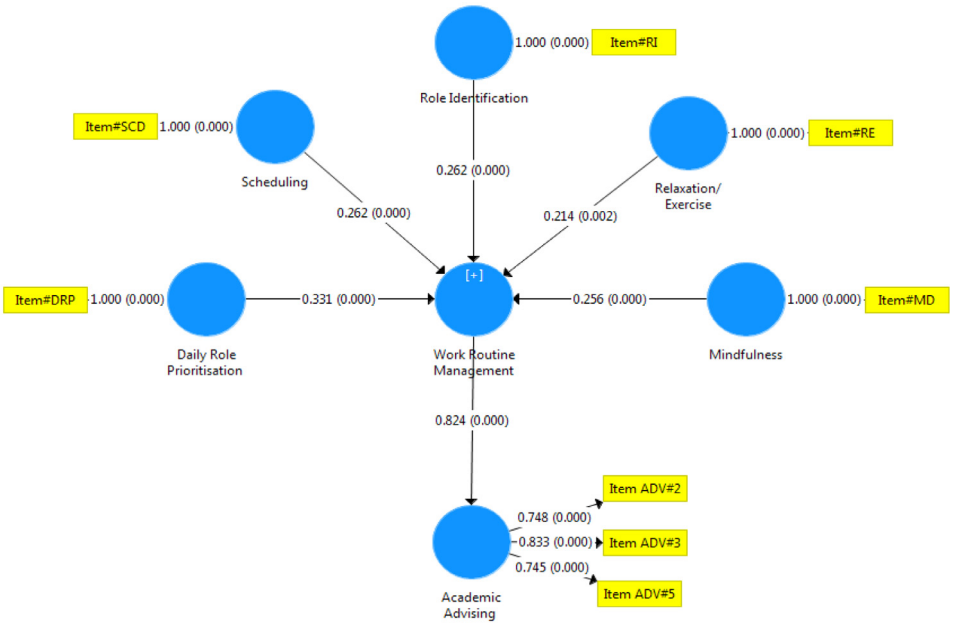 1.000 (0.000)
Item#RI
Role Identification
Item#SCD
1.000 (0.000)
Scheduling
1.000 (0.000)
Item#RE
Relaxation/
Exercise
0.262 (0.000)
0.262 (0.000)
0.214 (0.002)
Item#DRP
1.000 (0.000)
Daily Role
Prioritisation
0.331 (0.000)
[+]
Work Routine
Management
0.256 (0.000)
Mindfulness
1.000 (0.000)
Item#MD
0.824 (0.000)
Academic
Advising
0.748 (0.000)
Item ADV#2
0.833 (0.000)
Item ADV#3
0.745 (0.000)
Item ADV#5